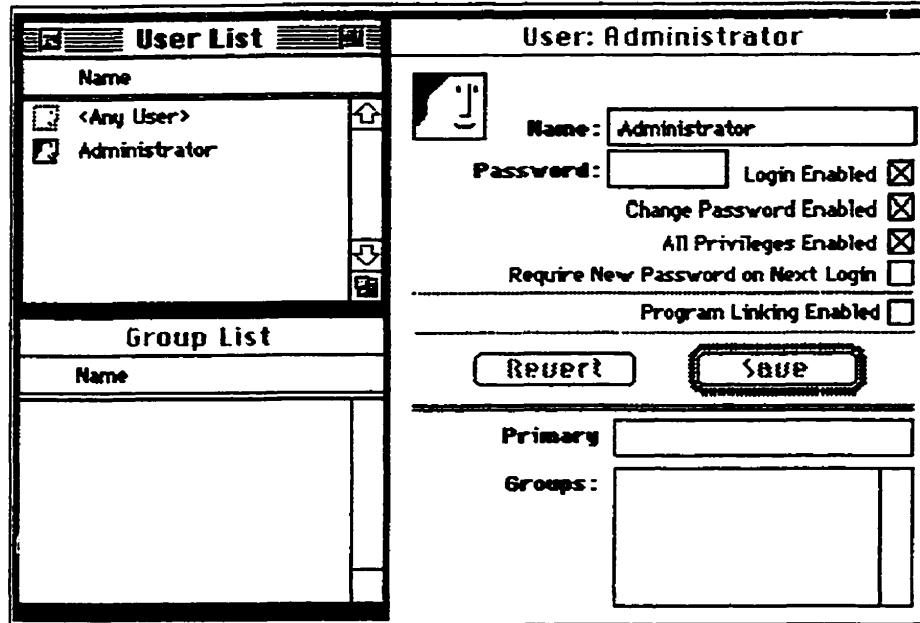 User List
Name
<Any User>
Administrator
Group List
Name
User: Administrator
Name: Administrator
Password:
Login Enabled
Change Password Enabled
All Privileges Enabled
Require New Password on Next Login
Program Linking Enabled
Revert Save
Primary
Groups: